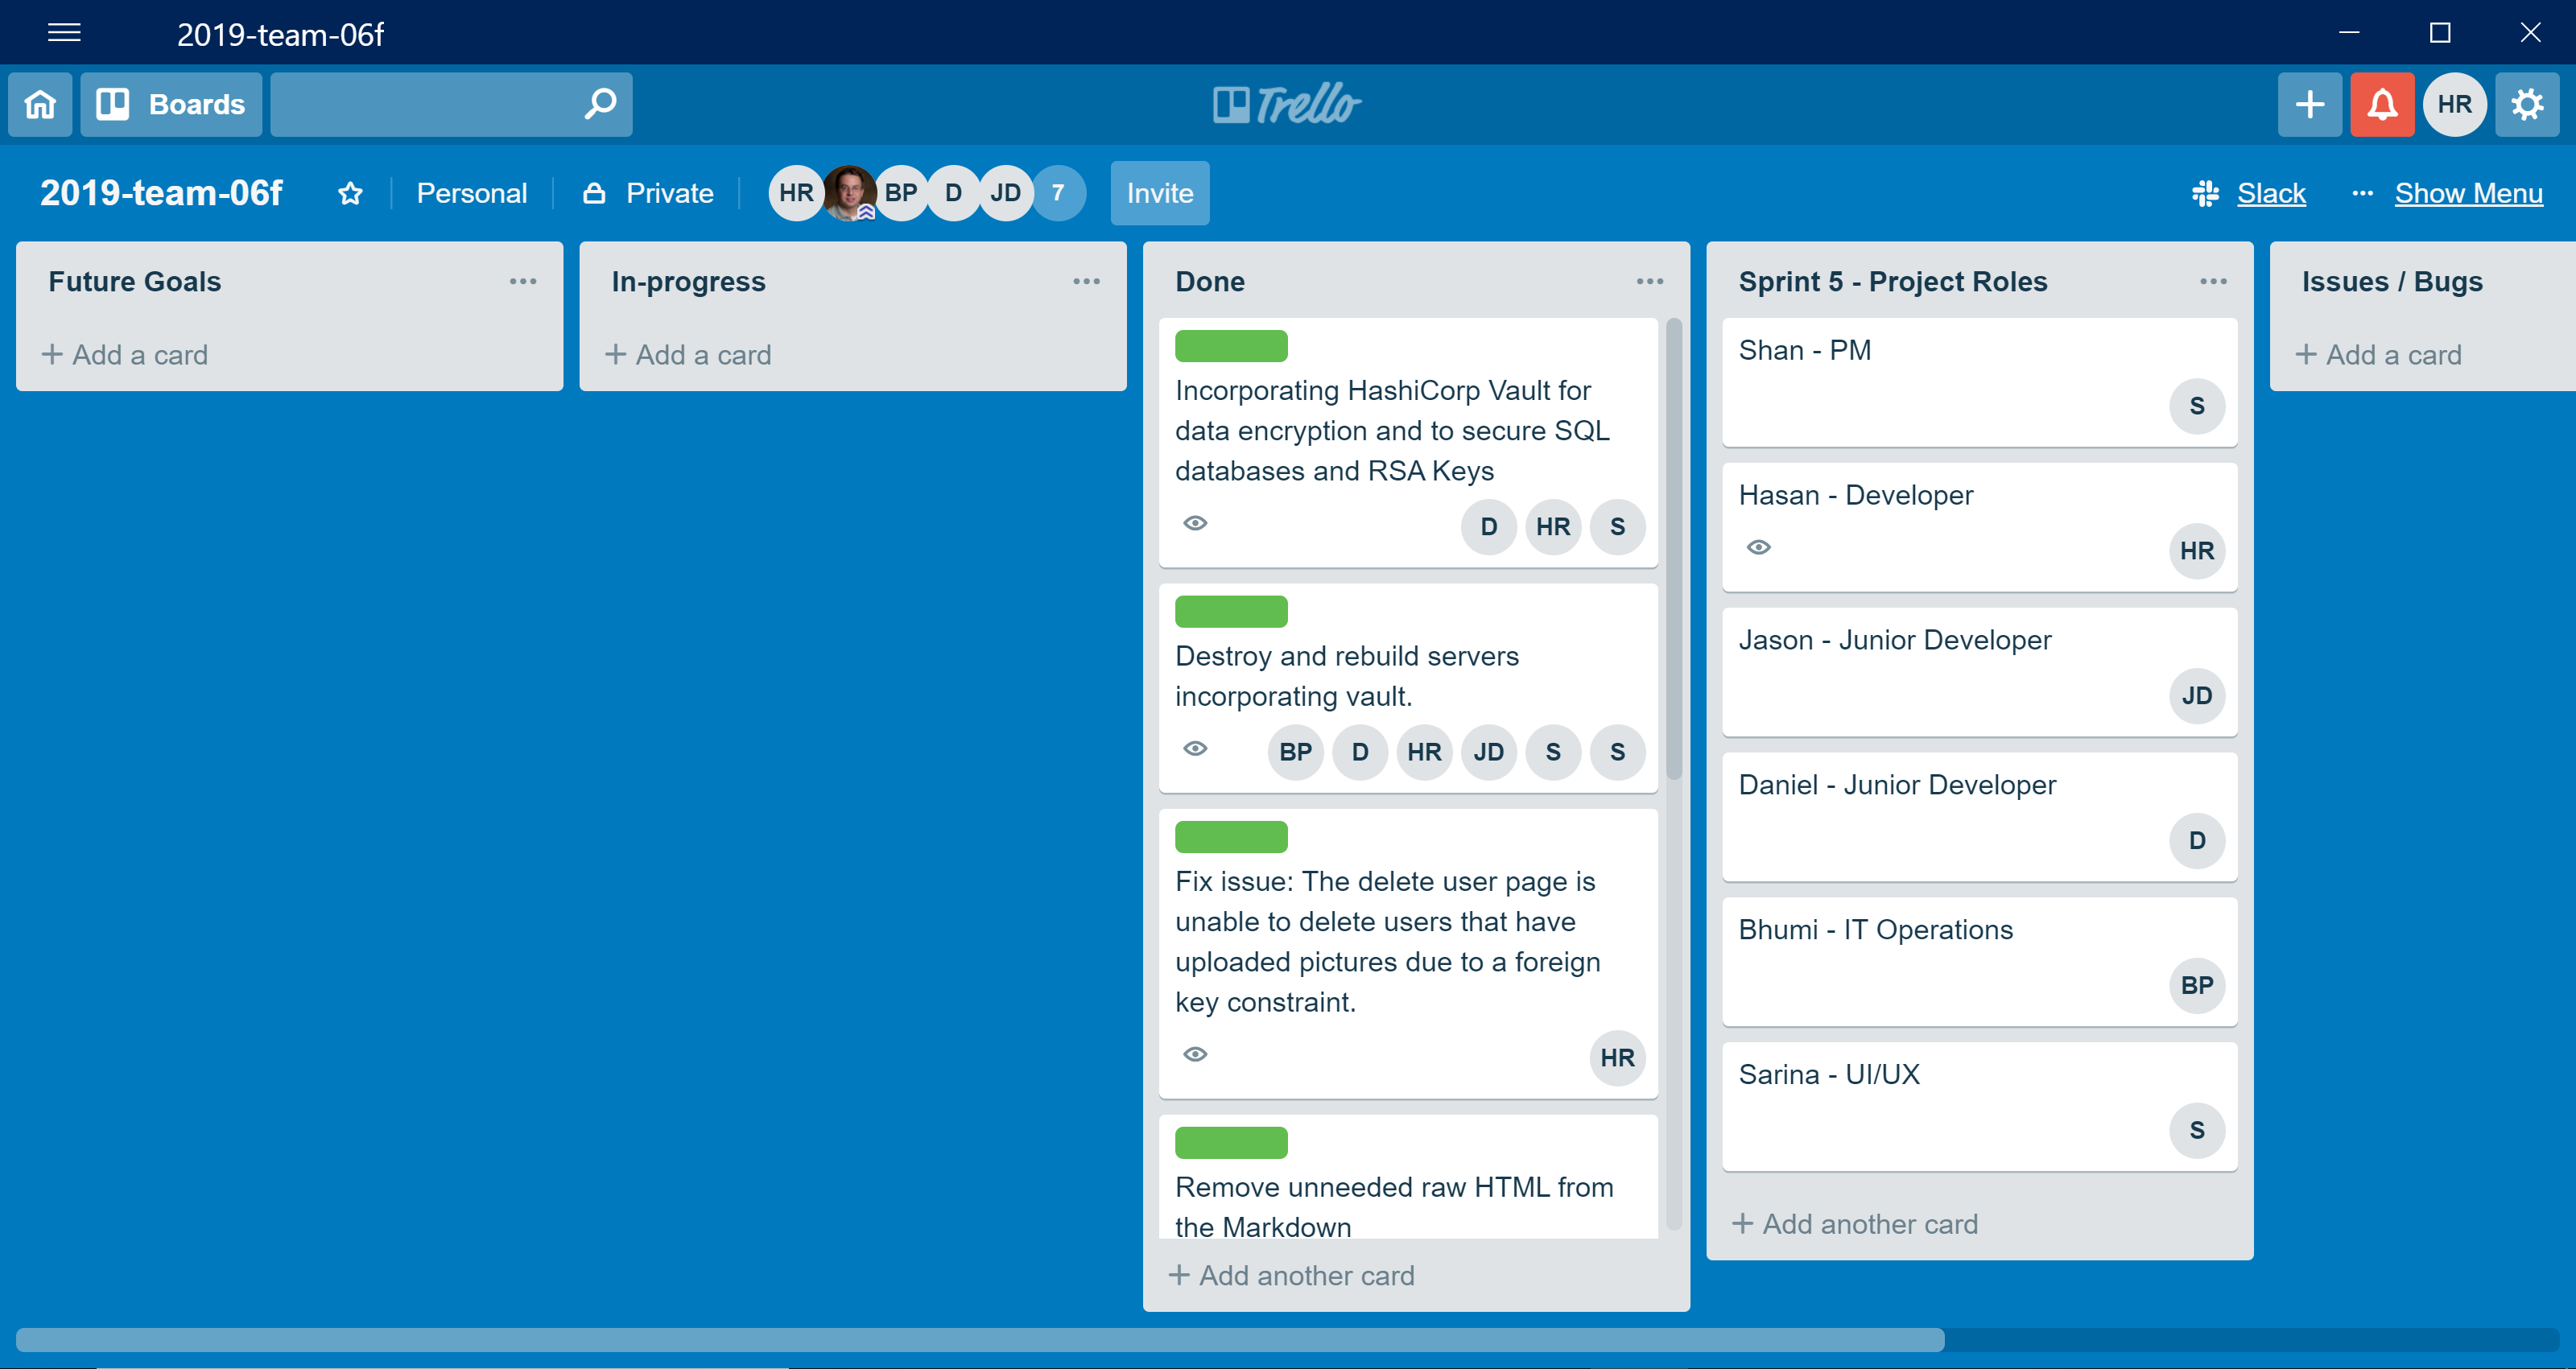 2019-team-06f
Boards
Trello
HR
2019-team-06f
Personal
Private
HR BP D JD 7
Invite
Slack
Show Menu
Future Goals
Add a card
In-progress
Add a card
Done
Incorporating HashiCorp Vault for
data encryption and to secure SQL
databases and RSA Keys
D HR S
Destroy and rebuild servers
incorporating vault.
BP D HR JD S S
Fix issue: The delete user page is
unable to delete users that have
uploaded pictures due to a foreign
key constraint.
HR
Remove unneeded raw HTML from
the Markdown
Add another card
Sprint 5 - Project Roles
Shan - PM
S
Hasan - Developer
HR
Jason - Junior Developer
JD
Daniel - Junior Developer
D
Bhumi - IT Operations
BP
Sarina - UI/UX
S
Add another card
Issues / Bugs
Add a card